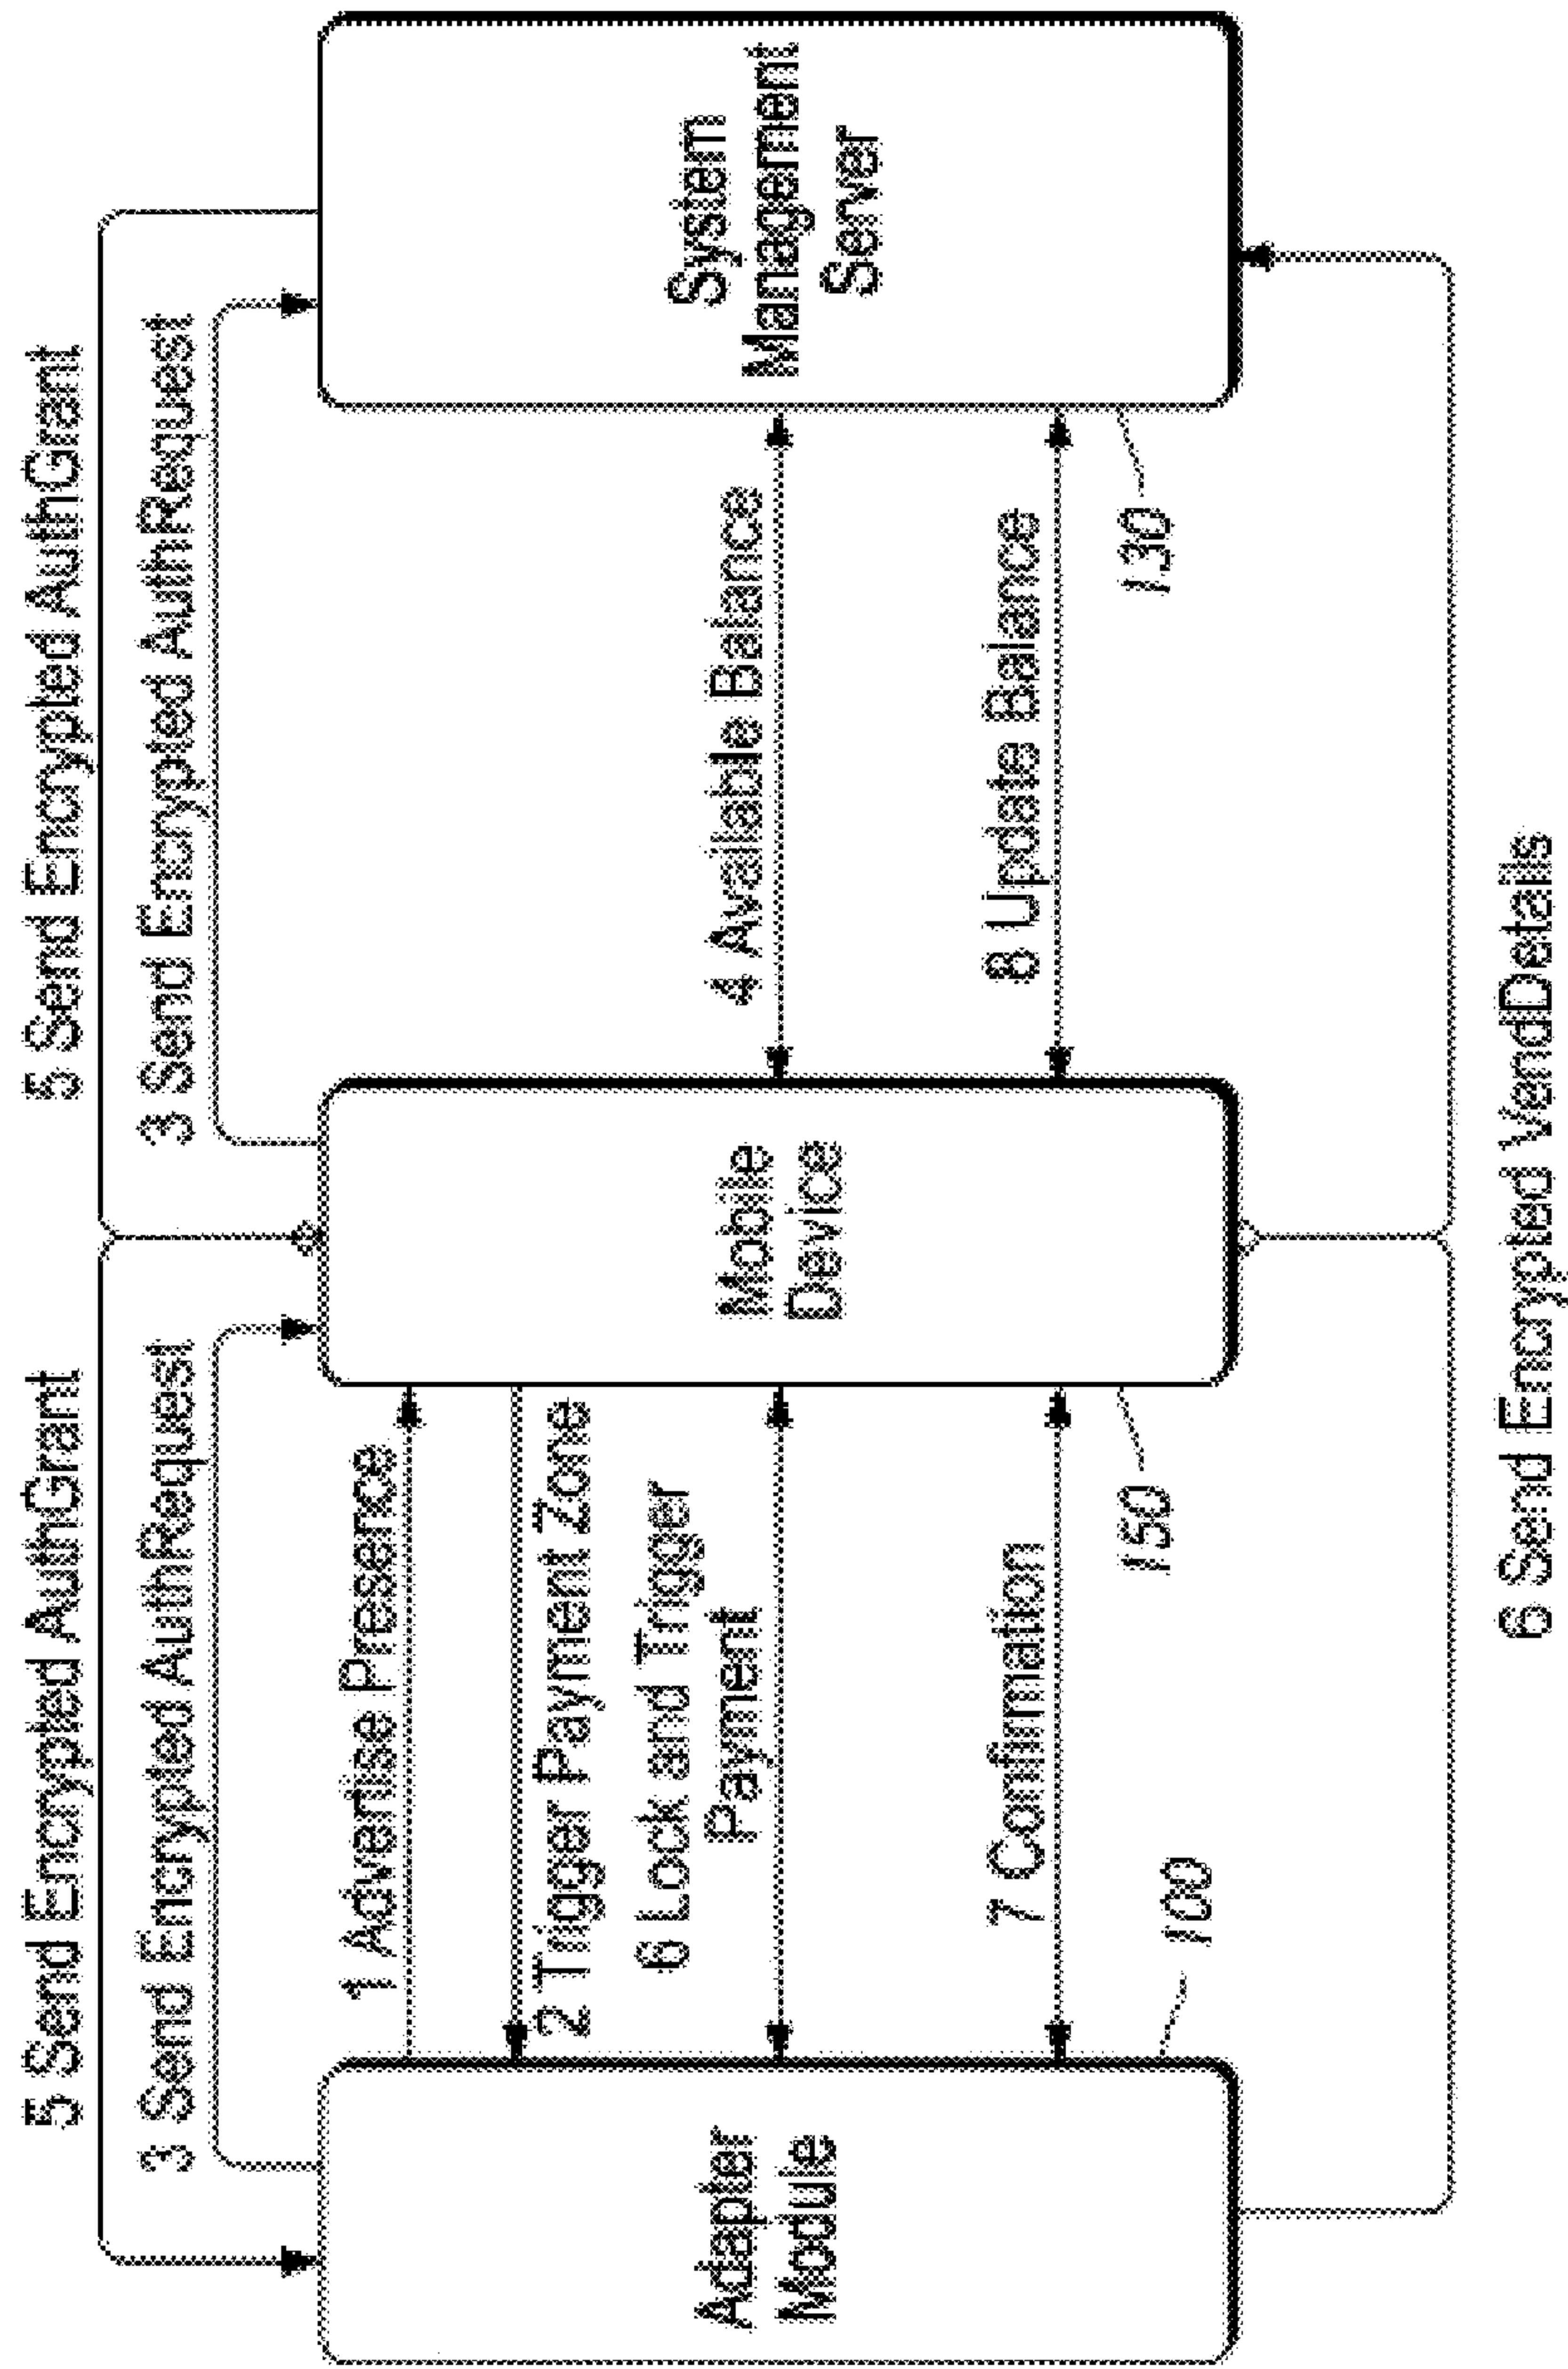 5 Send Encrypted AuthGrant
5 Send Encrypted AuthGrant
3 Send Encrypted AuthRequest
3 Send Encrypted AuthRequest
1 Advertise Presence
2 Trigger Payment Zone
6 Lock and Trigger
Payment
4 Available Balance
Adapter
Module
Mobile
Device
System
Management
Server
7 Confirmation
8 Update Balance
100
150
130
6 Send Encrypted VendDetails